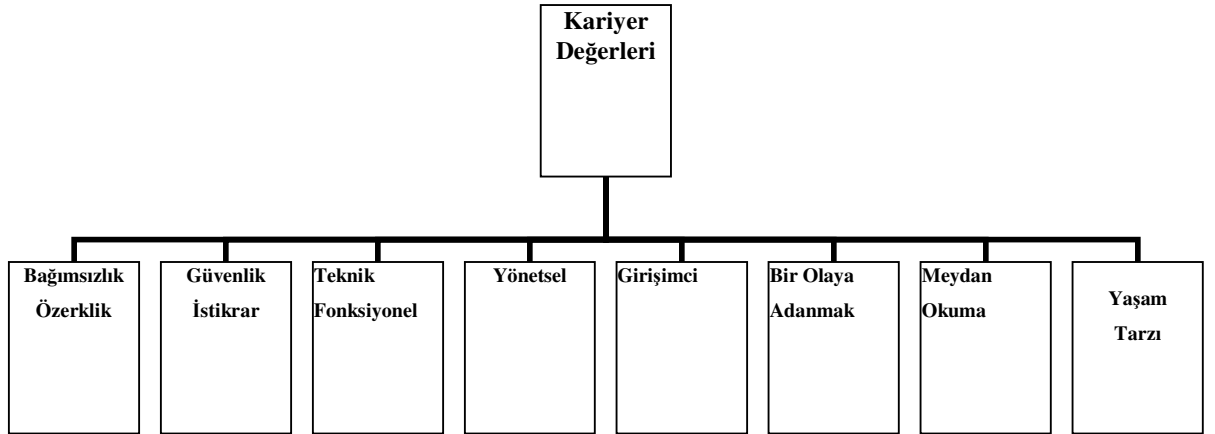 Kariyer
Değerleri
Bağımsızlık
Özerklik
Güvenlik
İstikrar
Teknik
Fonksiyonel
Yönetsel
Girişimci
Bir Olaya
Adanmak
Meydan
Okuma
Yaşam
Tarzı